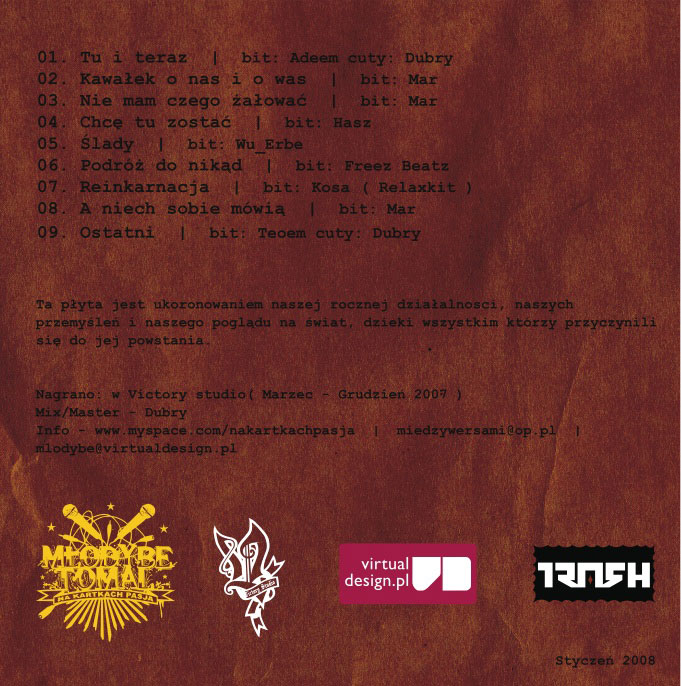 01. Tu i teraz | bit: Adeem cuty: Dubry
02. Kawałek o nas i o was | bit: Mar
03. Nie mam czego żałować | bit: Mar
04. Chcę tu zostać | bit: Hasz
05. Ślady | bit: Wu_Erbe
06. Podróż do nikąd | bit: Freez Beatz
07. Reinkarnacja | bit: Kosa ( Relaxkit )
08. A niech sobie mówią | bit: Mar
09. Ostatni | bit: Teoem cuty: Dubry
Ta płyta jest ukoronowaniem naszej rocznej działalnosci, naszych
przemyśleń i naszego poglądu na świat, dzieki wszystkim którzy przyczynili
się do jej powstania.
Nagrano: w Victory studio( Marzec - Grudzień 2007 )
Mix/Master - Dubry
Info - www.myspace.com/nakartkachpasja | miedzywersami@op.pl |
mlodybe@virtualdesign.pl
MŁODYBE
TOMAL
NA KARTKACH PASJA
virtual
design.pl
TRASH
Styczeń 2008